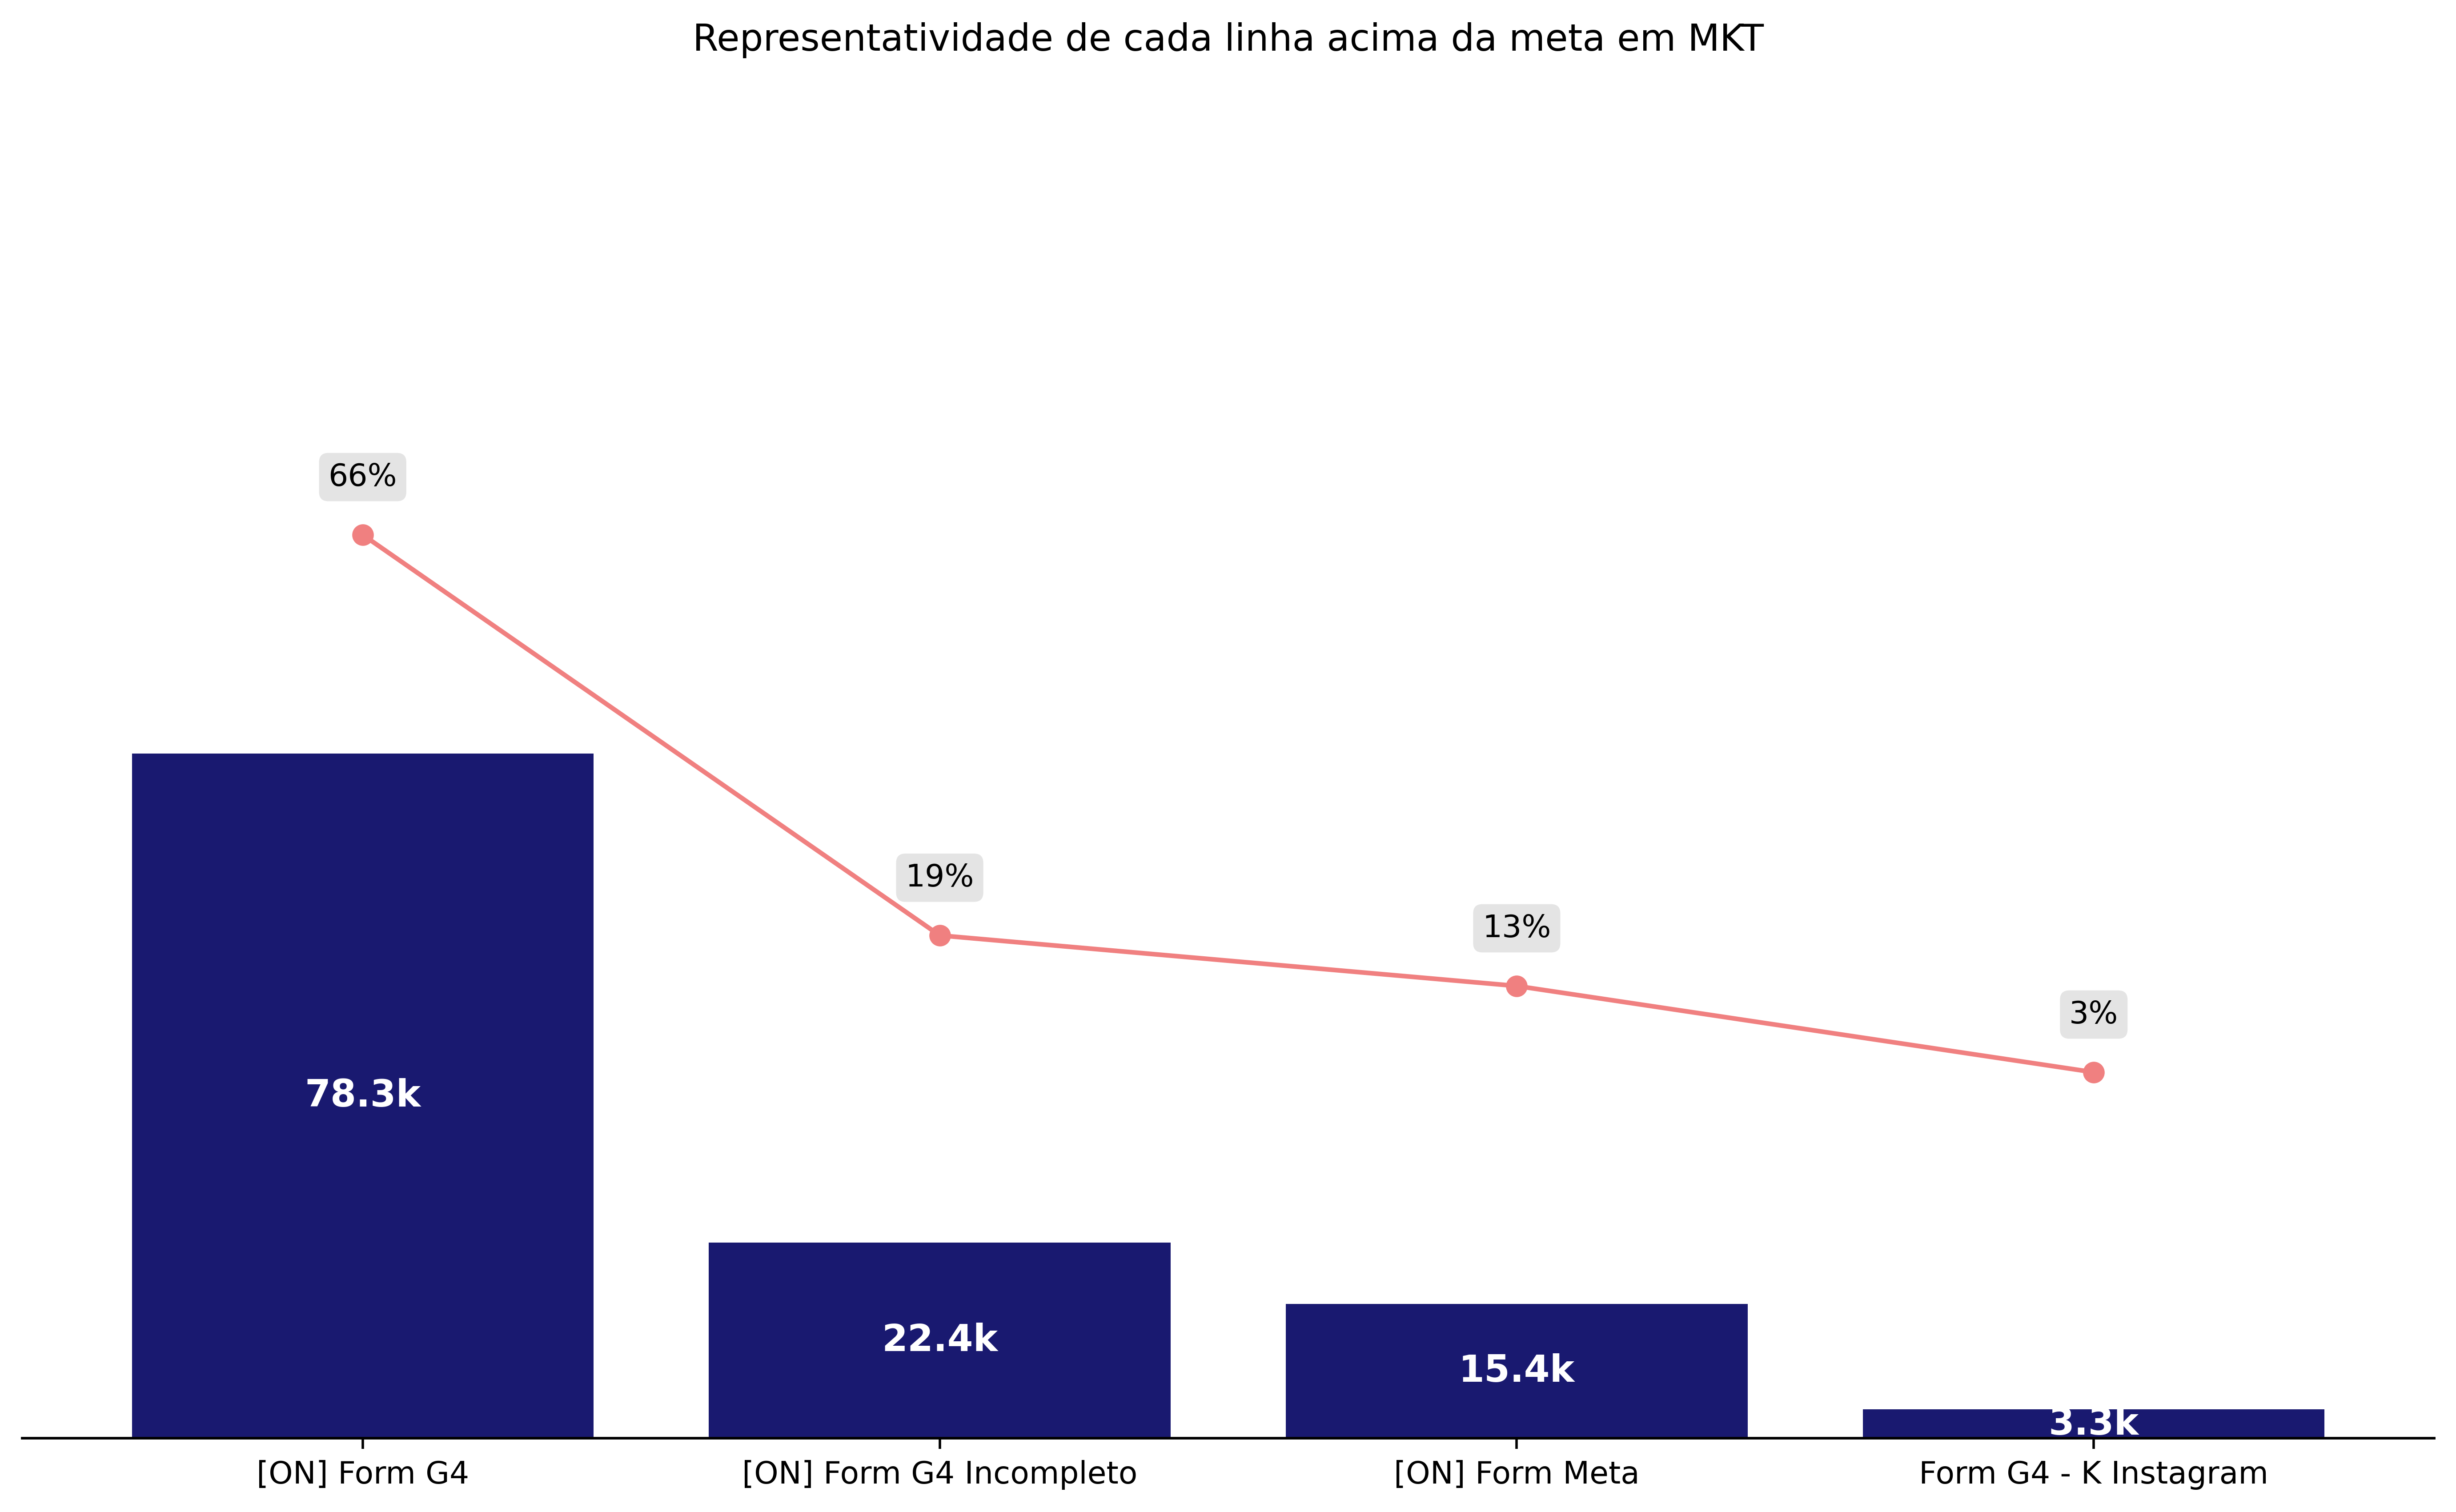 Representatividade de cada linha acima da meta em MKT
66%
19%
13%
3%
78.3k
22.4k
15.4k
3.3k
[ON] Form G4
[ON] Form G4 Incompleto
[ON] Form Meta
Form G4 - K Instagram